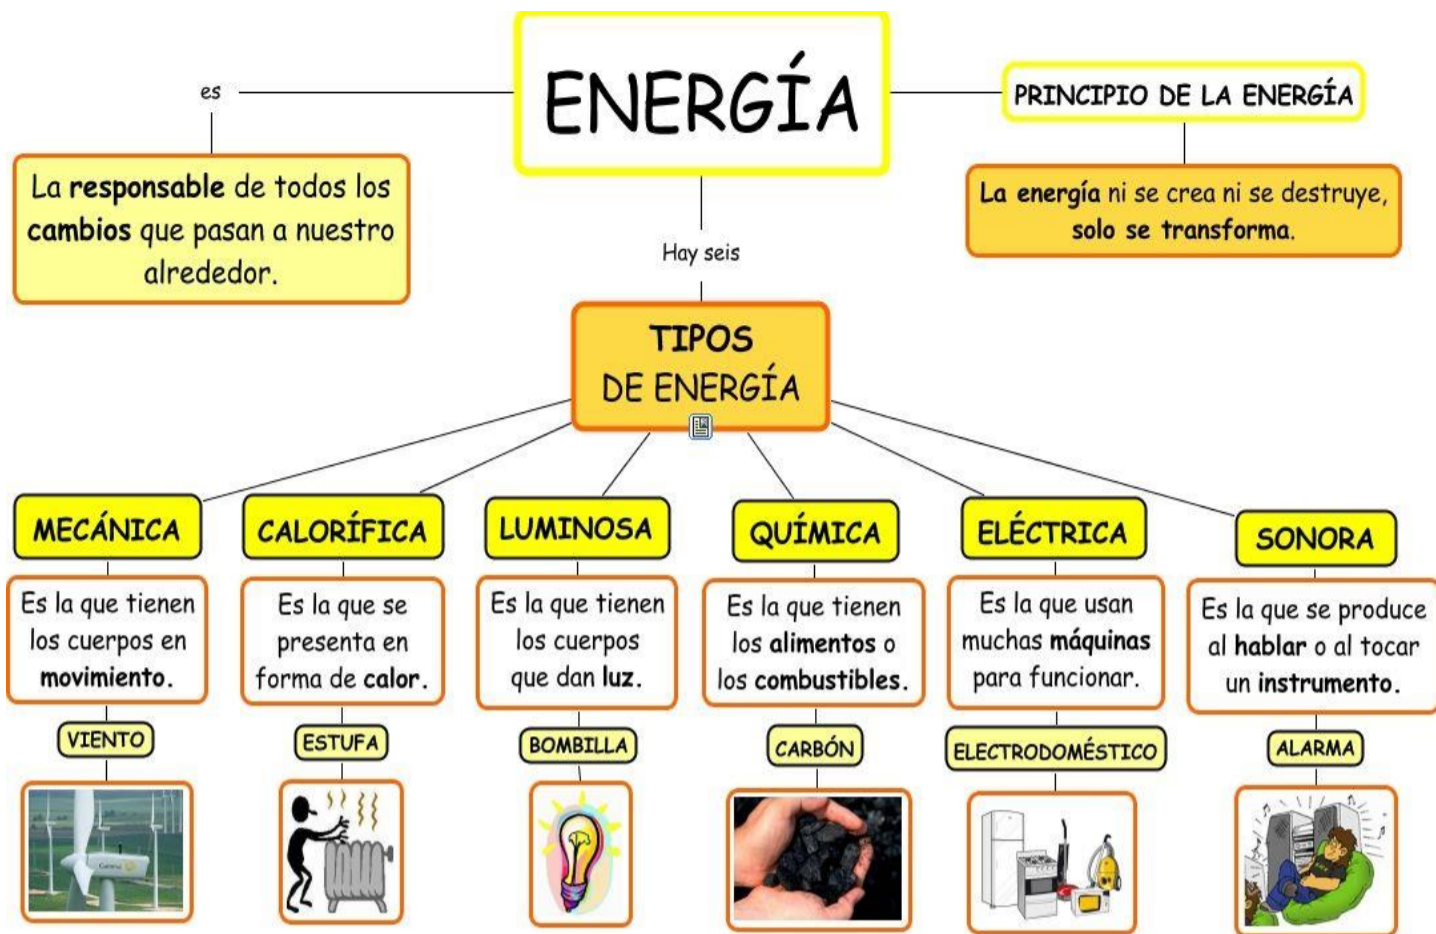 ENERGÍA
es
La responsable de todos los
cambios que pasan a nuestro
alrededor.
PRINCIPIO DE LA ENERGÍA
La energía ni se crea ni se destruye,
solo se transforma.
Hay seis
TIPOS
DE ENERGÍA
MECÁNICA
Es la que tienen
los cuerpos en
movimiento.
VIENTO
CALORÍFICA
Es la que se
presenta en
forma de calor.
ESTUFA
LUMINOSA
Es la que tienen
los cuerpos
que dan luz.
BOMBILLA
QUÍMICA
Es la que tienen
los alimentos o
los combustibles.
CARBÓN
ELÉCTRICA
Es la que usan
muchas máquinas
para funcionar.
ELECTRODOMÉSTICO
SONORA
Es la que se produce
al hablar o al tocar
un instrumento.
ALARMA